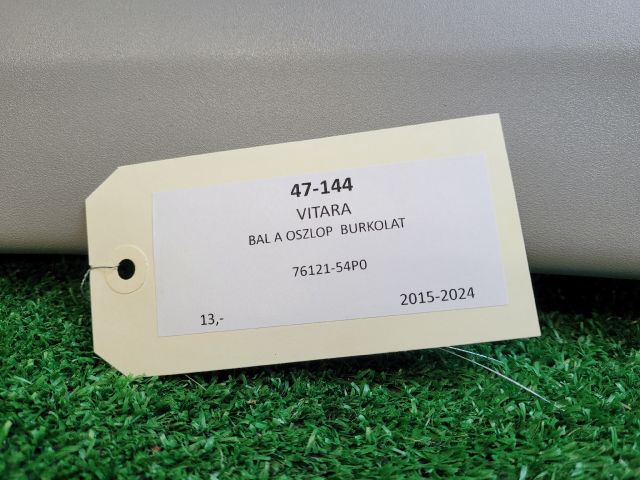 47-144
VITARA
BAL A OSZLOP BURKOLAT
76121-54P0
13,- 2015-2024